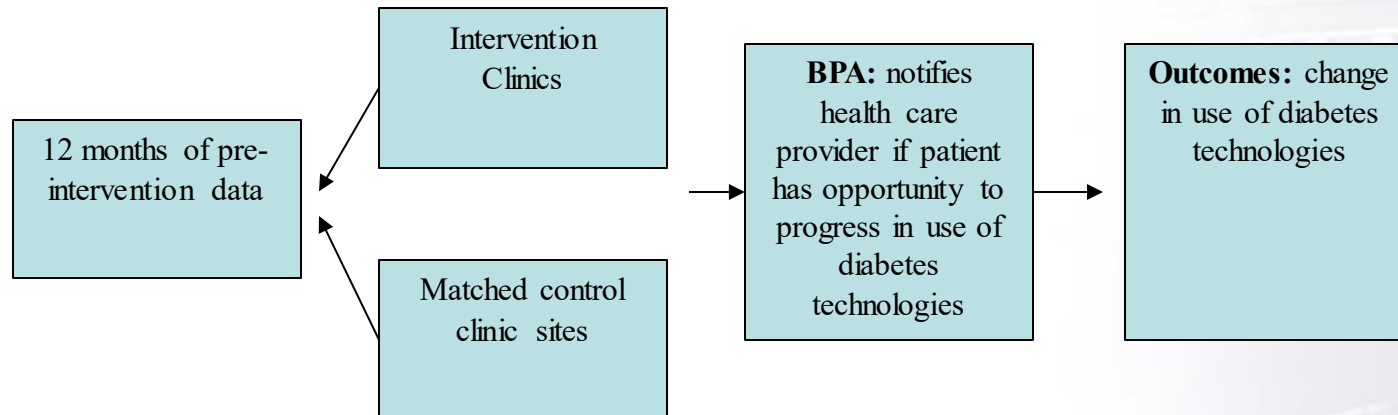 12 months of pre-
intervention data
Intervention
Clinics
Matched control
clinic sites
BPA: notifies
health care
provider if patient
has opportunity to
progress in use of
diabetes
technologies
Outcomes: change
in use of diabetes
technologies